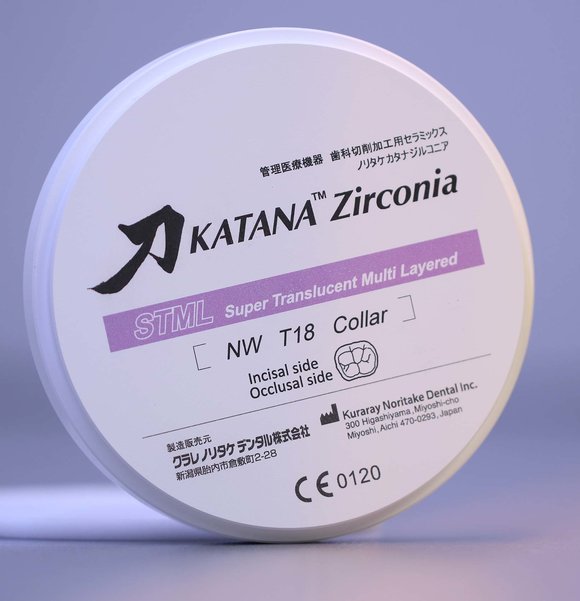 管理医療機器 歯科切削加工用セラミックス
ノリタケカタナジルコニア
刀 KATANA™ Zirconia
STML Super Translucent Multi Layered
[ NW T18 Collar ]
Incisal side
Occlusal side
Kuraray Noritake Dental Inc.
300 Higashiyama, Miyoshi-cho
Miyoshi, Aichi 470-0293, Japan
製造販売元
クラレ ノリタケ デンタル株式会社
新潟県胎内市倉敷町2-28
CE 0120